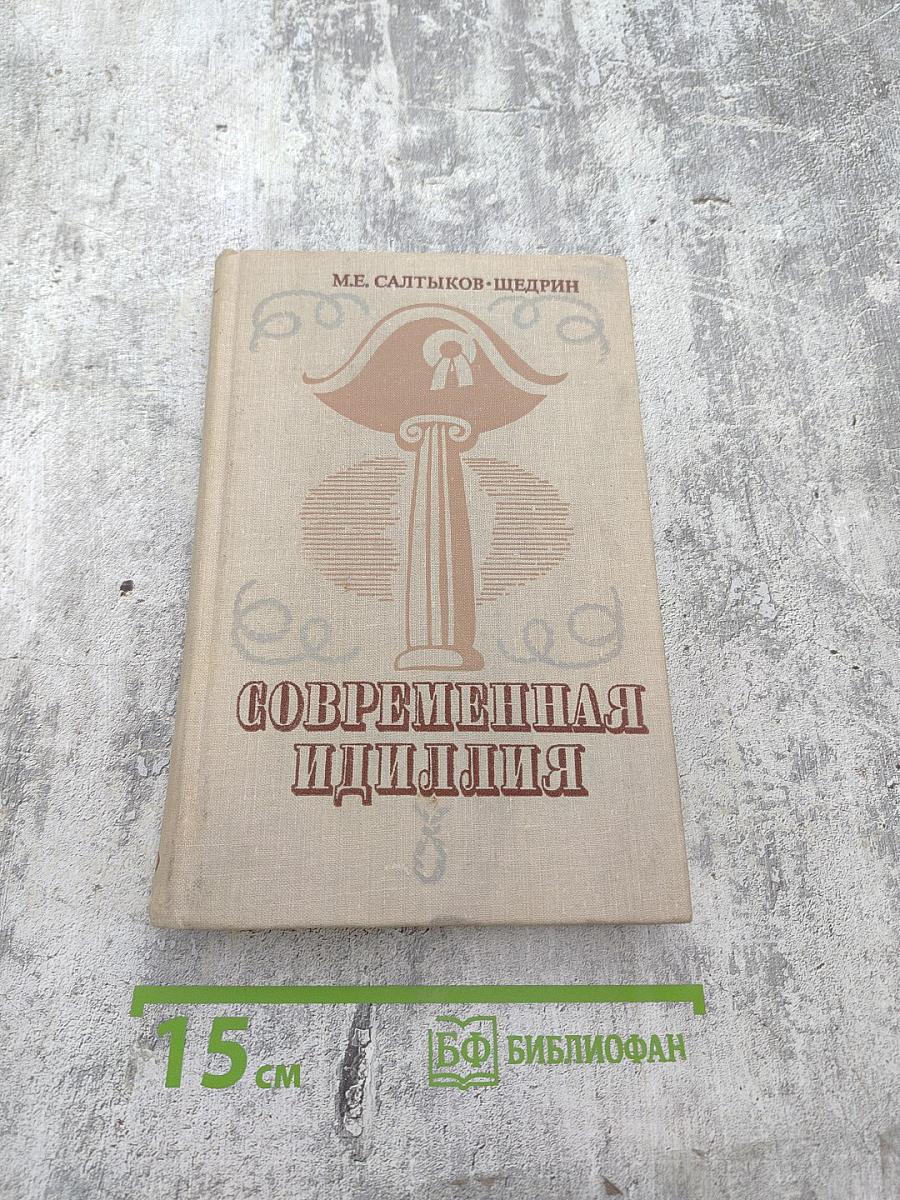 М.Е. САЛТЫКОВ·ЩЕДРИН
СОВРЕМЕННАЯ
ИДИЛЛИЯ
15 СМ
БФ БИБЛИОФАН